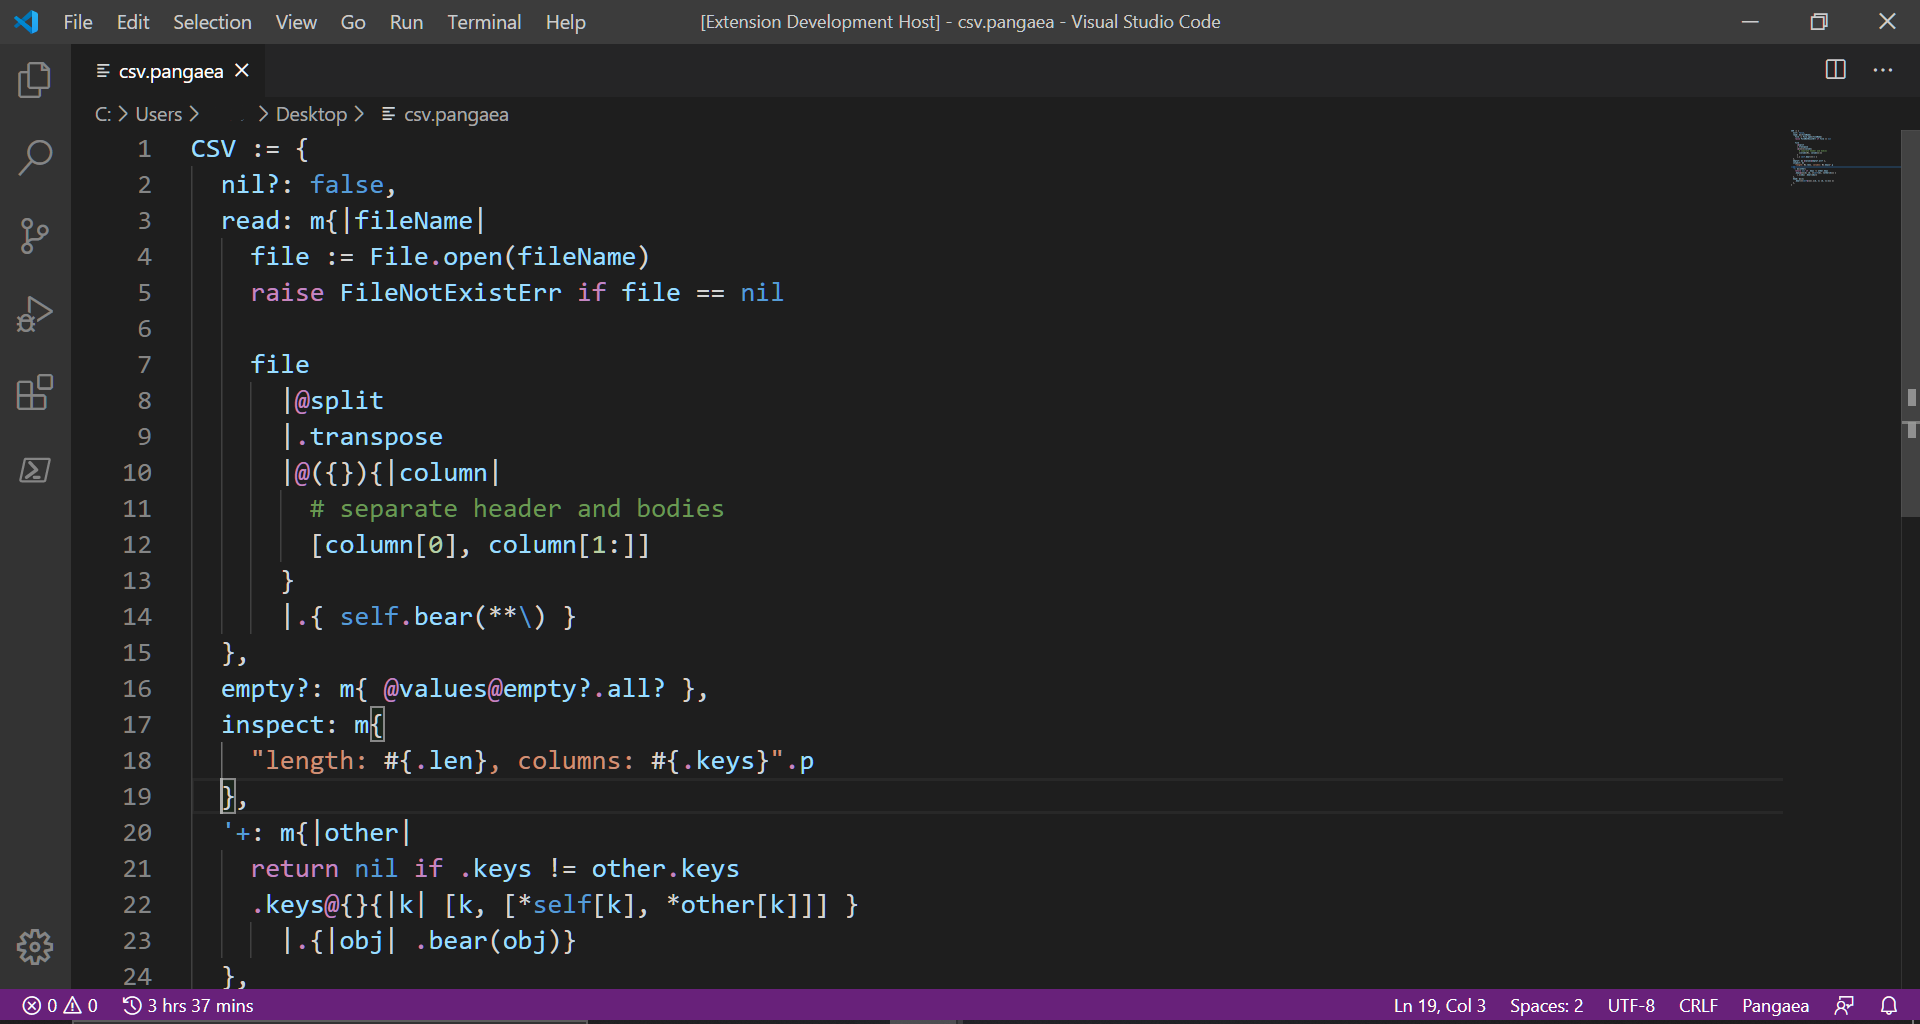 File Edit Selection View Go Run Terminal Help [Extension Development Host] - csv.pangaea - Visual Studio Code
csv.pangaea
C: > Users > > Desktop > csv.pangaea
1 CSV := {
2 nil?: false,
3 read: m{|fileName|
4 file := File.open(fileName)
5 raise FileNotExistErr if file == nil
6
7 file
8 |@split
9 |.transpose
10 |@({}){|column|
11 # separate header and bodies
12 [column[0], column[1:]]
13 }
14 |.{ self.bear(**\) }
15 },
16 empty?: m{ @values@empty?.all? },
17 inspect: m{
18 "length: #{.len}, columns: #{.keys}".p
19 },
20 '+: m{|other|
21 return nil if .keys != other.keys
22 .keys@{}{|k| [k, [*self[k], *other[k]]] }
23 |.{|obj| .bear(obj)}
24 },
0 0 3 hrs 37 mins Ln 19, Col 3 Spaces: 2 UTF-8 CRLF Pangaea